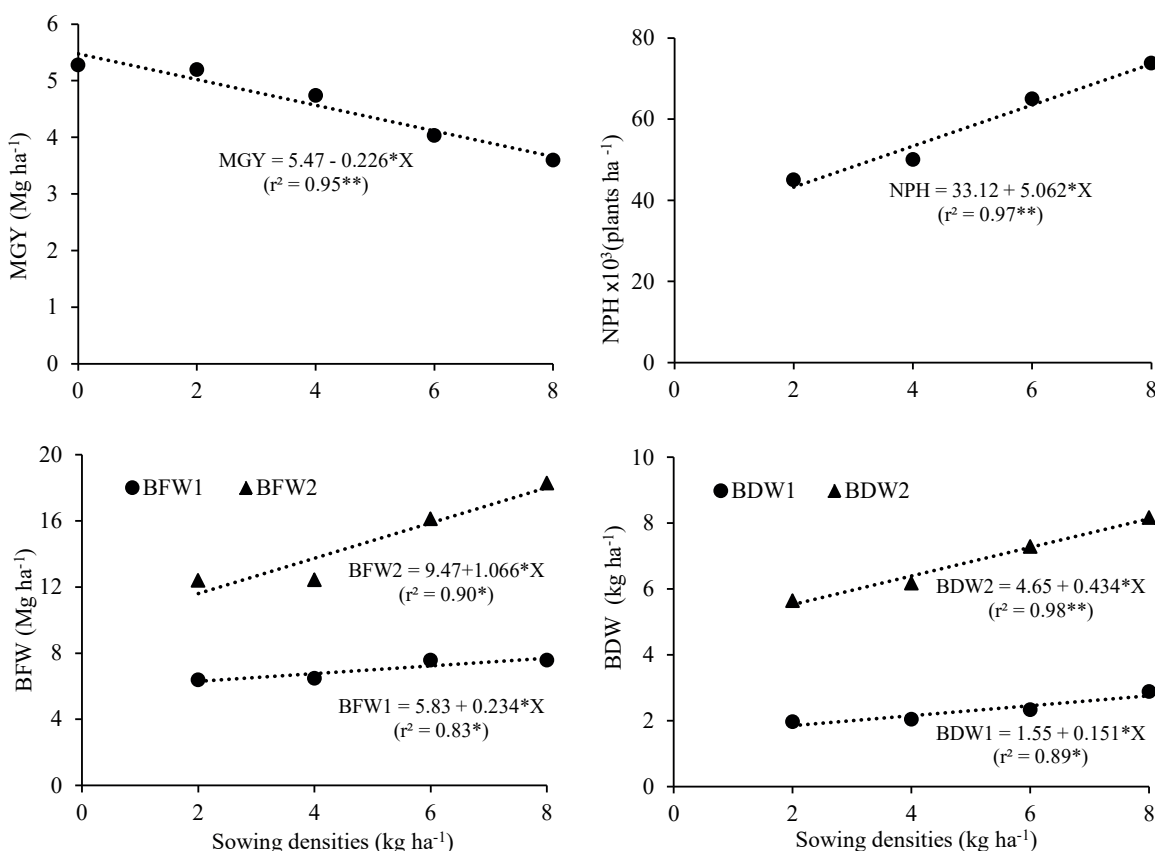 MGY (Mg ha⁻¹)
6
5
4
3
2
1
0
MGY = 5.47 - 0.226*X
(r² = 0.95**)
0 2 4 6 8
NPH x10³(plants ha ⁻¹)
80
60
40
20
0
NPH = 33.12 + 5.062*X
(r² = 0.97**)
0 2 4 6 8
BFW (Mg ha⁻¹)
20
16
12
8
4
0
BFW1 BFW2
BFW2 = 9.47+1.066*X
(r² = 0.90*)
BFW1 = 5.83 + 0.234*X
(r² = 0.83*)
0 2 4 6 8
Sowing densities (kg ha⁻¹)
BDW (kg ha⁻¹)
10
8
6
4
2
0
BDW1 BDW2
BDW2 = 4.65 + 0.434*X
(r² = 0.98**)
BDW1 = 1.55 + 0.151*X
(r² = 0.89*)
0 2 4 6 8
Sowing densities (kg ha⁻¹)